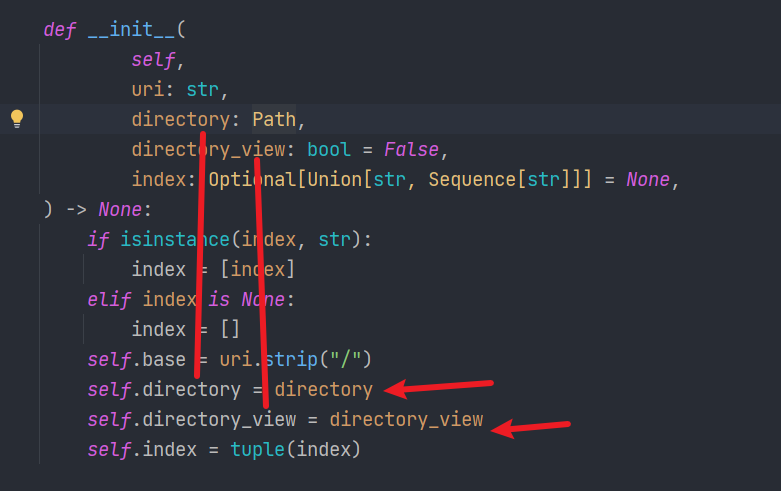 def __init__(
self,
uri: str,
directory: Path,
directory_view: bool = False,
index: Optional[Union[str, Sequence[str]]] = None,
) -> None:
if isinstance(index, str):
index = [index]
elif index is None:
index = []
self.base = uri.strip("/")
self.directory = directory
self.directory_view = directory_view
self.index = tuple(index)